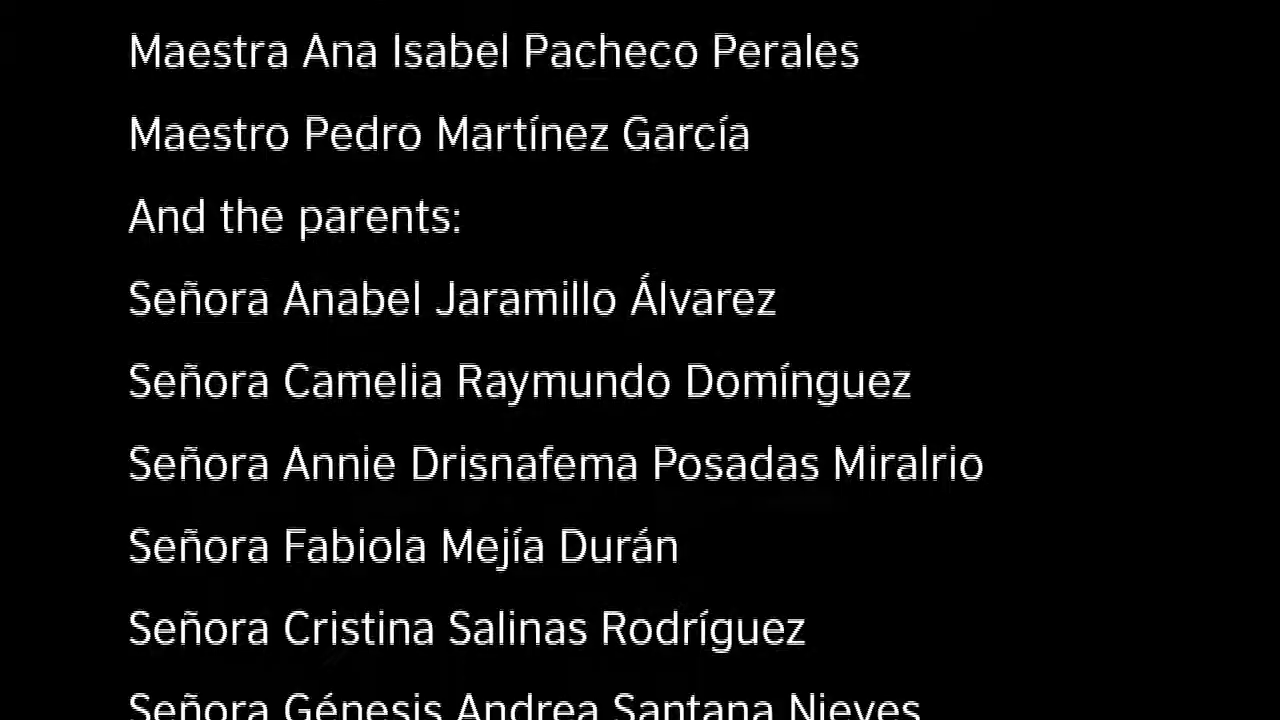 Maestra Ana Isabel Pacheco Perales
Maestro Pedro Martínez García
And the parents:
Señora Anabel Jaramillo Álvarez
Señora Camelia Raymundo Domínguez
Señora Annie Drisnafema Posadas Miralrio
Señora Fabiola Mejía Durán
Señora Cristina Salinas Rodríguez
Señora Génesis Andrea Santana Nieves